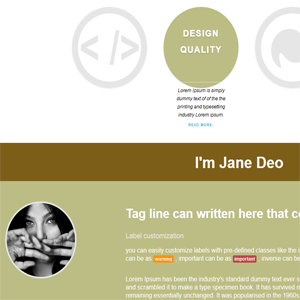 </>
DESIGN
QUALITY
Lorem Ipsum is simply
dummy text of of the the
printing and typesetting
industry Lorem Ipsum.
READ MORE
I'm Jane Deo
Tag line can written here that c
Label customization
you can easily customize labels with pre-defined classes like the
can be as warning , important can be as important , inverse can be
Lorem Ipsum has been the industry's standard dummy text ever s
and scrambled it to make a type specimen book. It has survived
remaining essentially unchanged. It was popularised in the 1960s